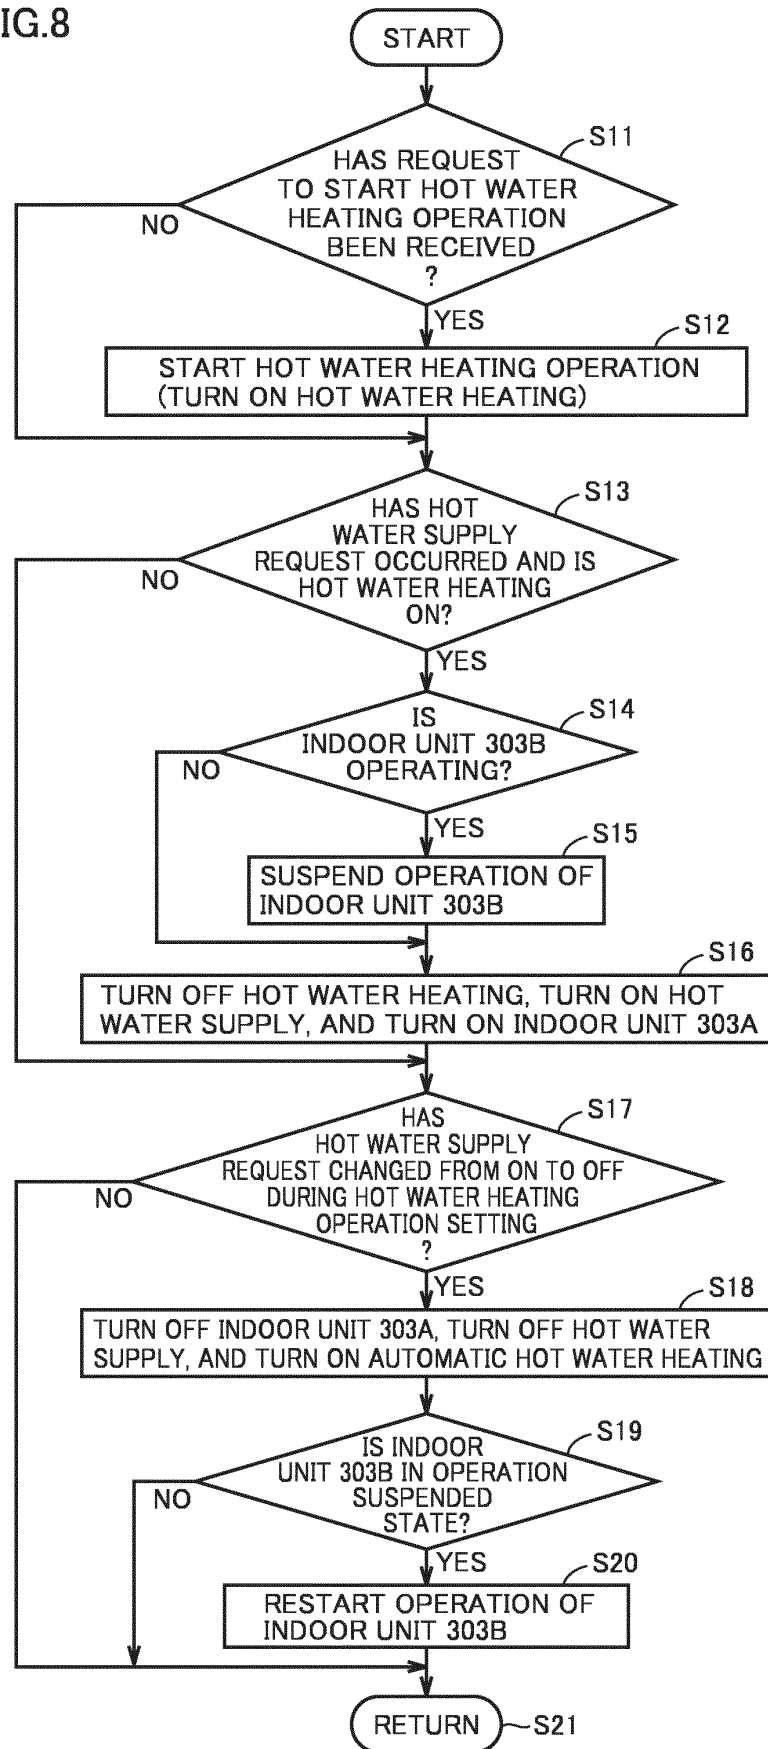 IG.8
START
S11
HAS REQUEST
TO START HOT WATER
HEATING OPERATION
BEEN RECEIVED
?
NO
YES
S12
START HOT WATER HEATING OPERATION
(TURN ON HOT WATER HEATING)
S13
HAS HOT
WATER SUPPLY
REQUEST OCCURRED AND IS
HOT WATER HEATING
ON?
NO
YES
S14
IS
INDOOR UNIT 303B
OPERATING?
NO
YES
S15
SUSPEND OPERATION OF
INDOOR UNIT 303B
S16
TURN OFF HOT WATER HEATING, TURN ON HOT
WATER SUPPLY, AND TURN ON INDOOR UNIT 303A
S17
HAS
HOT WATER SUPPLY
REQUEST CHANGED FROM ON TO OFF
DURING HOT WATER HEATING
OPERATION SETTING
?
NO
YES
S18
TURN OFF INDOOR UNIT 303A, TURN OFF HOT WATER
SUPPLY, AND TURN ON AUTOMATIC HOT WATER HEATING
S19
IS INDOOR
UNIT 303B IN OPERATION
SUSPENDED
STATE?
NO
YES
S20
RESTART OPERATION OF
INDOOR UNIT 303B
RETURN
S21